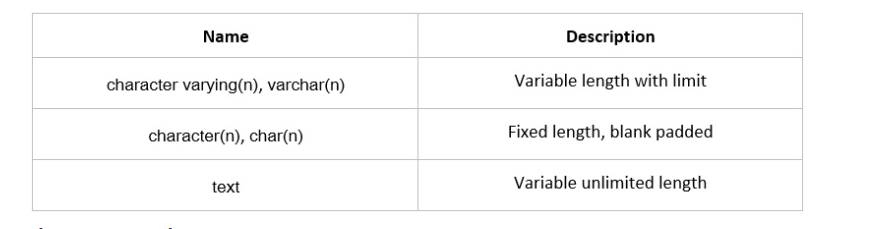 Name Description
character varying(n), varchar(n) Variable length with limit
character(n), char(n) Fixed length, blank padded
text Variable unlimited length